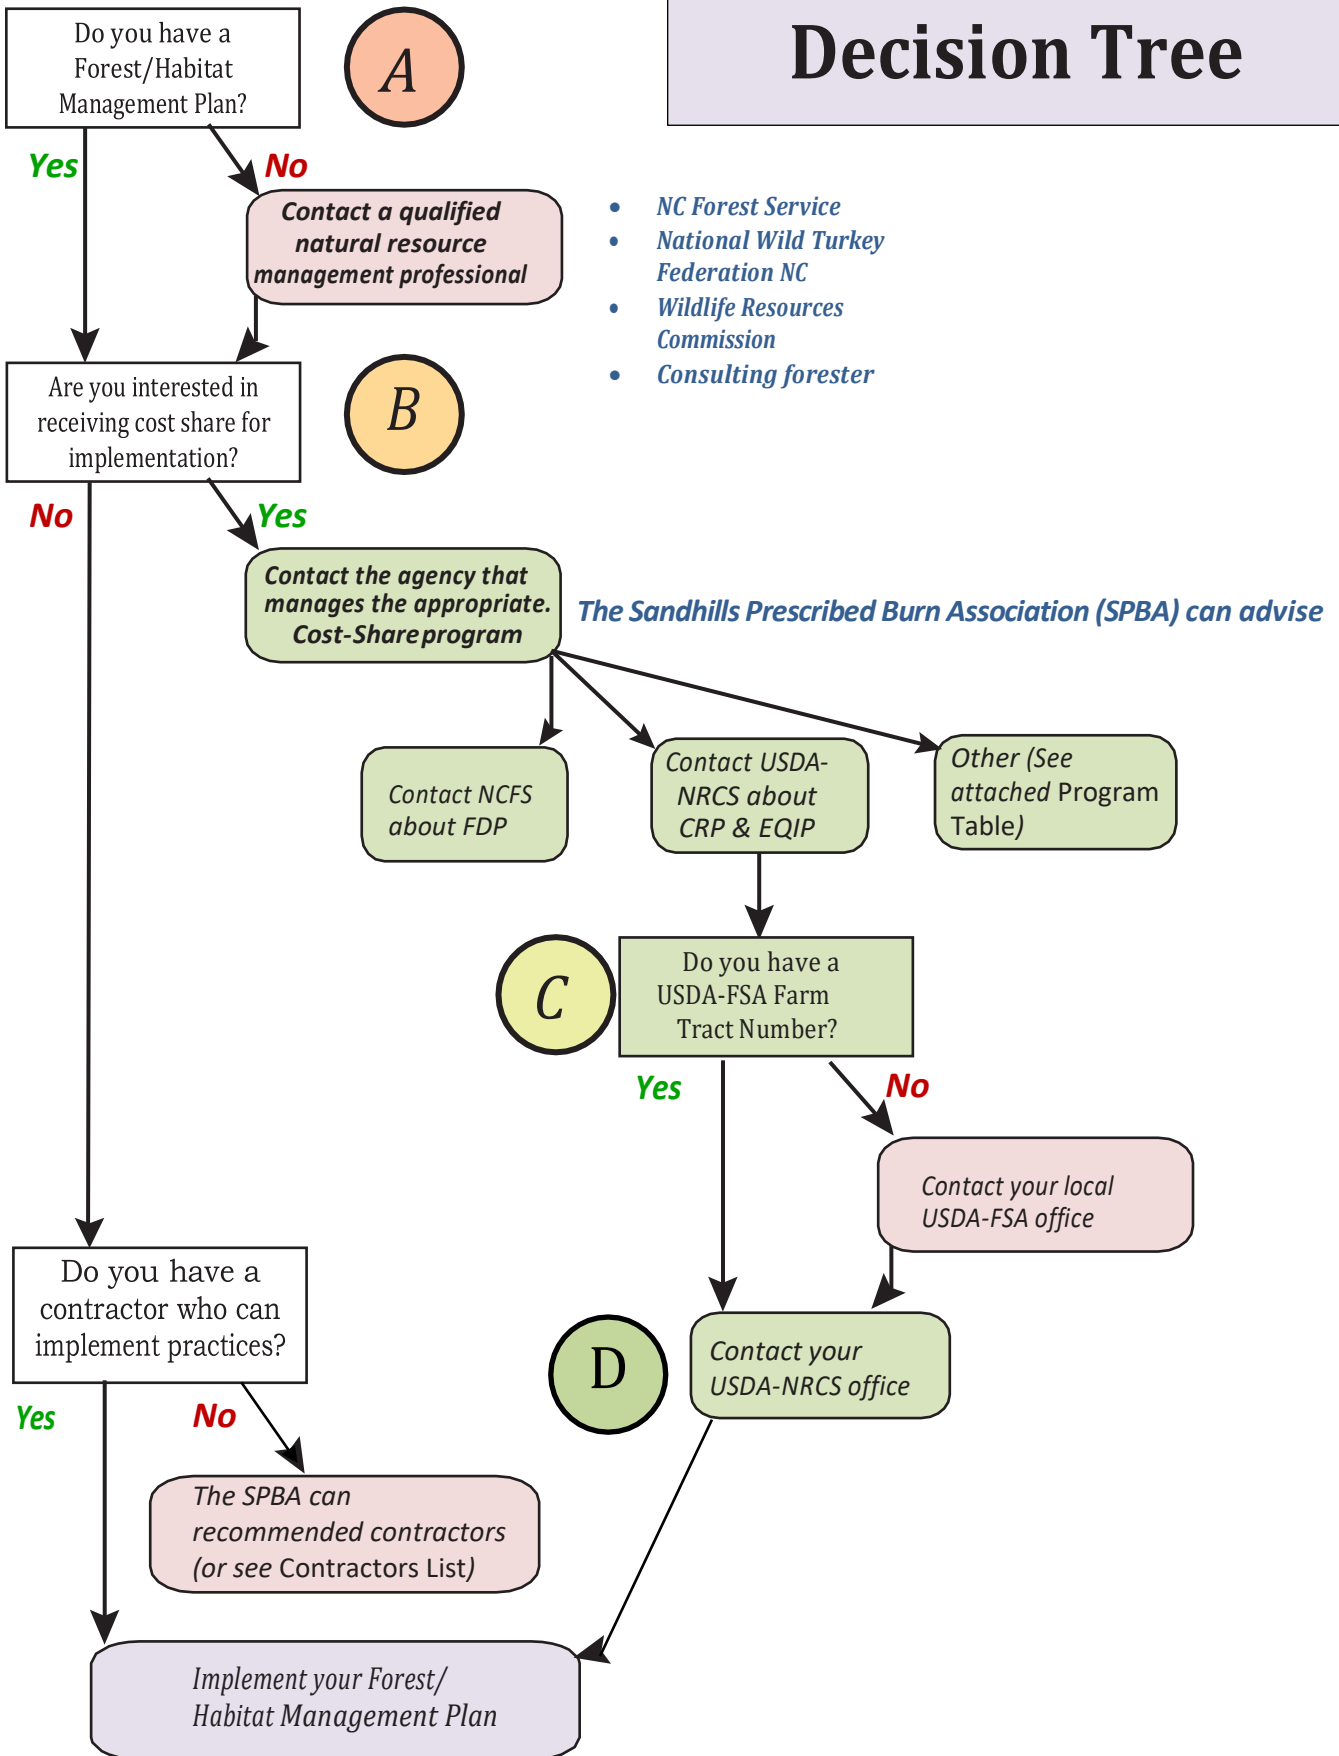 Decision Tree
Do you have a
Forest/Habitat
Management Plan?
A
Yes
No
Contact a qualified
natural resource
management professional
• NC Forest Service
• National Wild Turkey
Federation NC
• Wildlife Resources
Commission
• Consulting forester
Are you interested in
receiving cost share for
implementation?
B
No
Yes
Contact the agency that
manages the appropriate.
Cost-Share program
The Sandhills Prescribed Burn Association (SPBA) can advise
Contact NCFS
about FDP
Contact USDA-
NRCS about
CRP & EQIP
Other (See
attached Program
Table)
C
Do you have a
USDA-FSA Farm
Tract Number?
Yes
No
Contact your local
USDA-FSA office
D
Contact your
USDA-NRCS office
Do you have a
contractor who can
implement practices?
Yes
No
The SPBA can
recommended contractors
(or see Contractors List)
Implement your Forest/
Habitat Management Plan